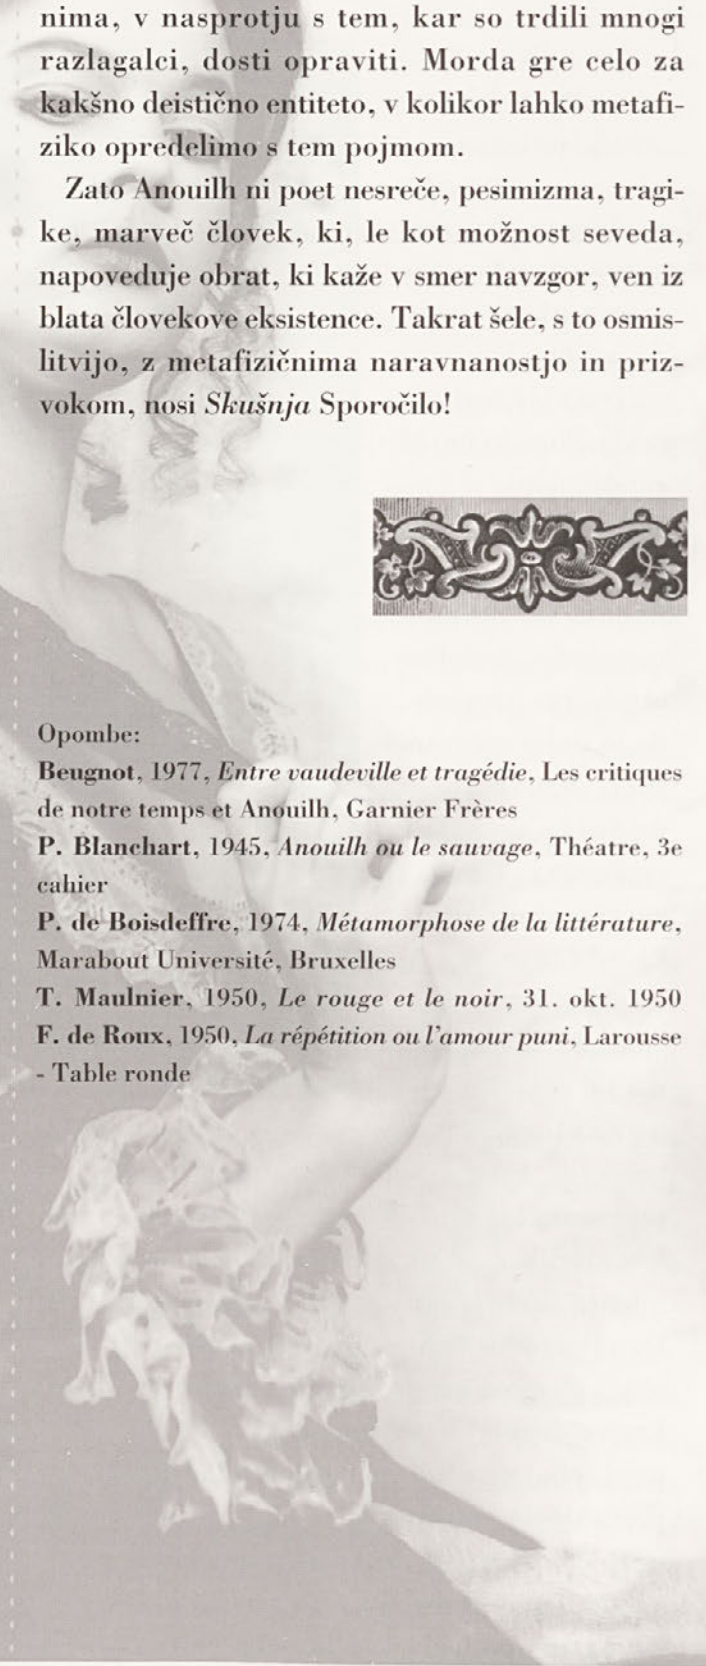 nima, v nasprotju s tem, kar so trdili mnogi
razlagalci, dosti opraviti. Morda gre celo za
kakšno deistično entiteto, v kolikor lahko metafi-
ziko opredelimo s tem pojmom.
Zato Anouilh ni poet nesreče, pesimizma, tragi-
ke, marveč človek, ki, le kot možnost seveda,
napoveduje obrat, ki kaže v smer navzgor, ven iz
blata človekove eksistence. Takrat šele, s to osmis-
litvijo, z metafizičnima naravnanostjo in priz-
vokom, nosi Skušnja Sporočilo!
Opombe:
Beugnot, 1977, Entre vaudeville et tragédie, Les critiques
de notre temps et Anouilh, Garnier Frères
P. Blanchart, 1945, Anouilh ou le sauvage, Théatre, 3e
cahier
P. de Boisdeffre, 1974, Métamorphose de la littérature,
Marabout Université, Bruxelles
T. Maulnier, 1950, Le rouge et le noir, 31. okt. 1950
F. de Roux, 1950, La répétition ou l'amour puni, Larousse
- Table ronde